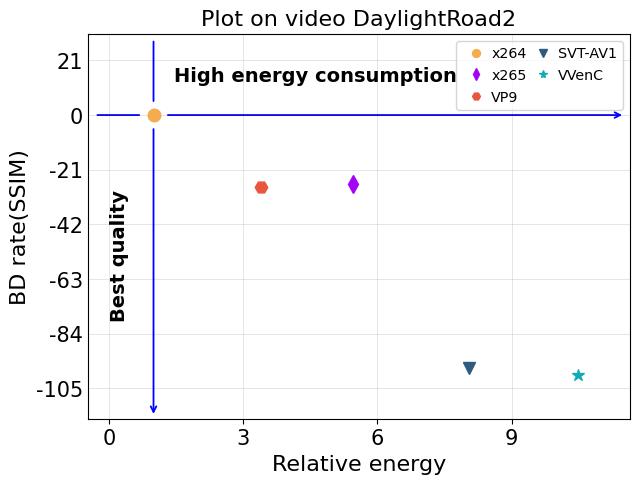 Plot on video DaylightRoad2
High energy consumption
x264
x265
VP9
SVT-AV1
VVenC
21
0
-21
-42
-63
-84
-105
BD rate(SSIM)
Best quality
0 3 6 9
Relative energy